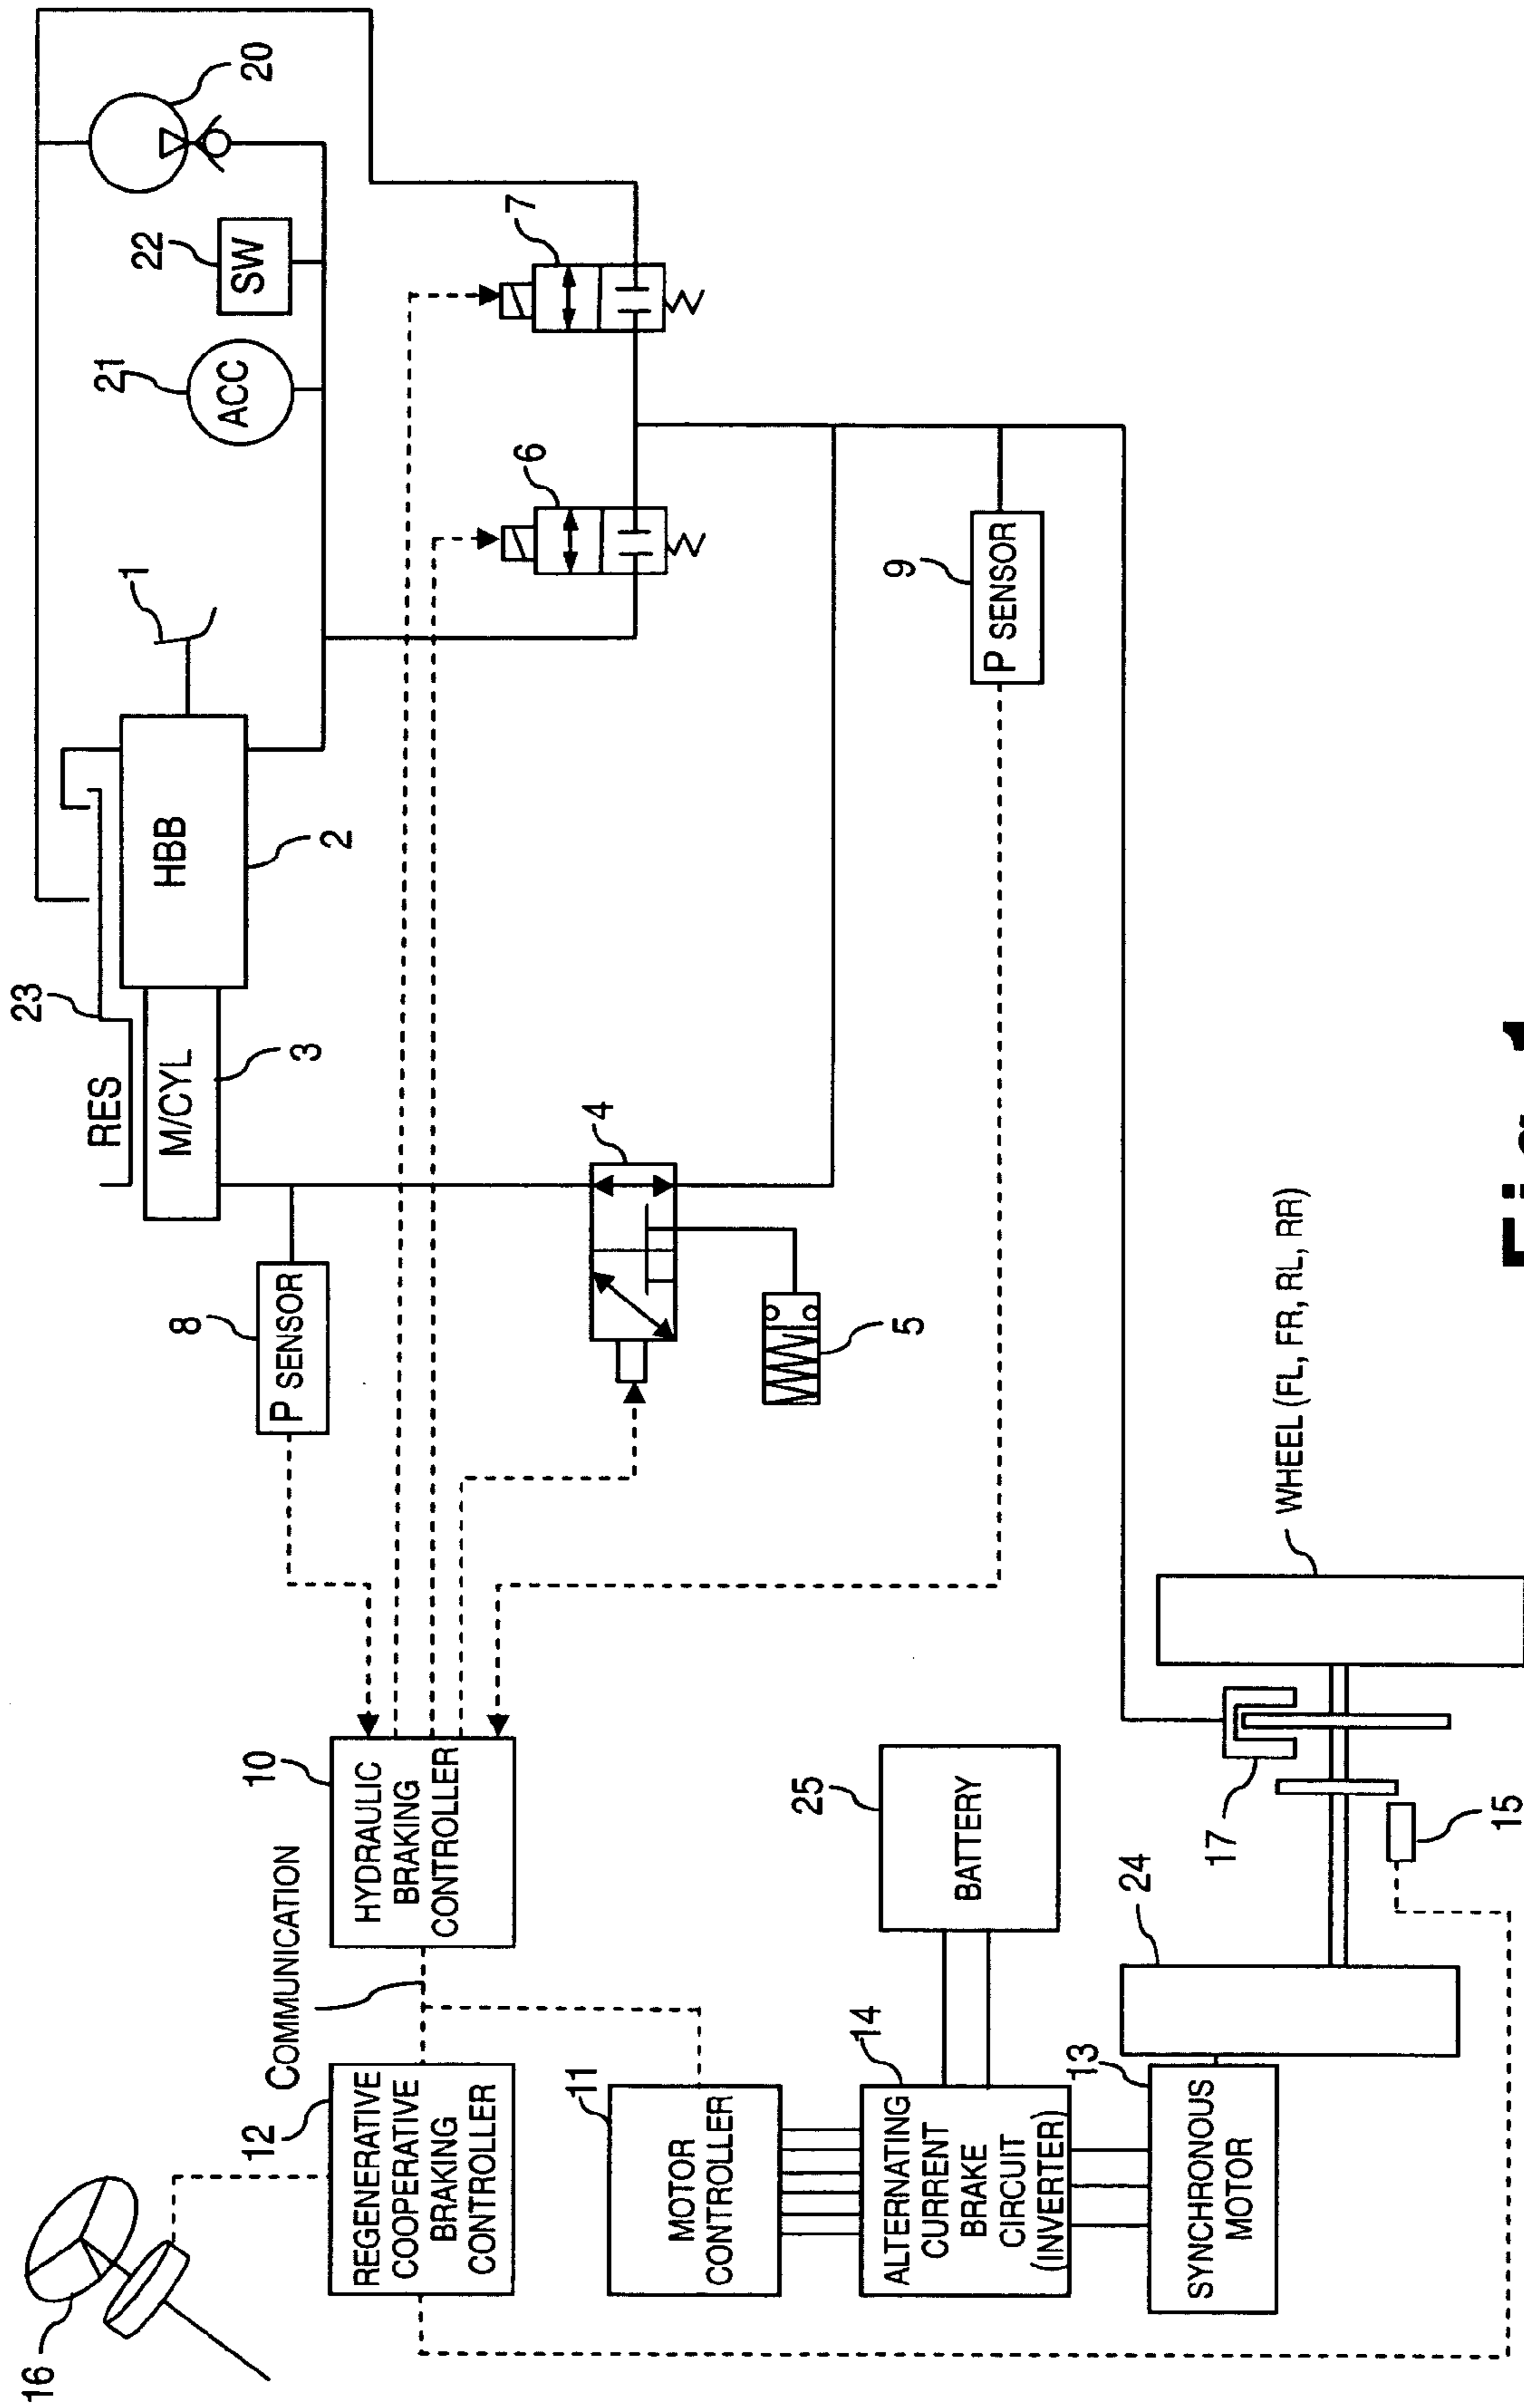 16
23
RES
1
21
22
20
M/CYL
HBB
ACC
SW
3
2
8
P SENSOR
COMMUNICATION
12
10
REGENERATIVE
COOPERATIVE
BRAKING
CONTROLLER
HYDRAULIC
BRAKING
CONTROLLER
6
7
4
11
MOTOR
CONTROLLER
25
5
9
BATTERY
P SENSOR
14
ALTERNATING
CURRENT
BRAKE
CIRCUIT
(INVERTER)
13
24
SYNCHRONOUS
MOTOR
17
WHEEL (FL, FR, RL, RR)
15
Fig. 1